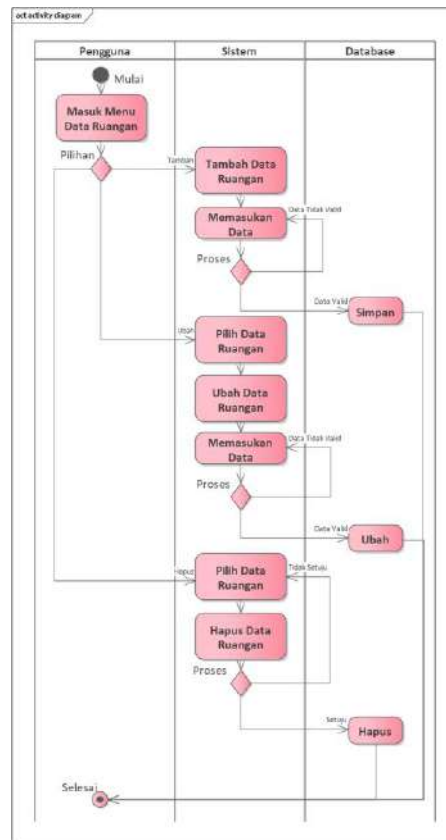 act activity diagram
Pengguna
Sistem
Database
Mulai
Masuk Menu
Data Ruangan
Pilihan
Tambah
Tambah Data
Ruangan
Memasukan
Data
Data Tidak Valid
Proses
Data Valid
Simpan
Ubah
Pilih Data
Ruangan
Ubah Data
Ruangan
Memasukan
Data
Data Tidak Valid
Proses
Data Valid
Ubah
Hapus
Pilih Data
Ruangan
Tidak Setuju
Hapus Data
Ruangan
Proses
Setuju
Hapus
Selesai